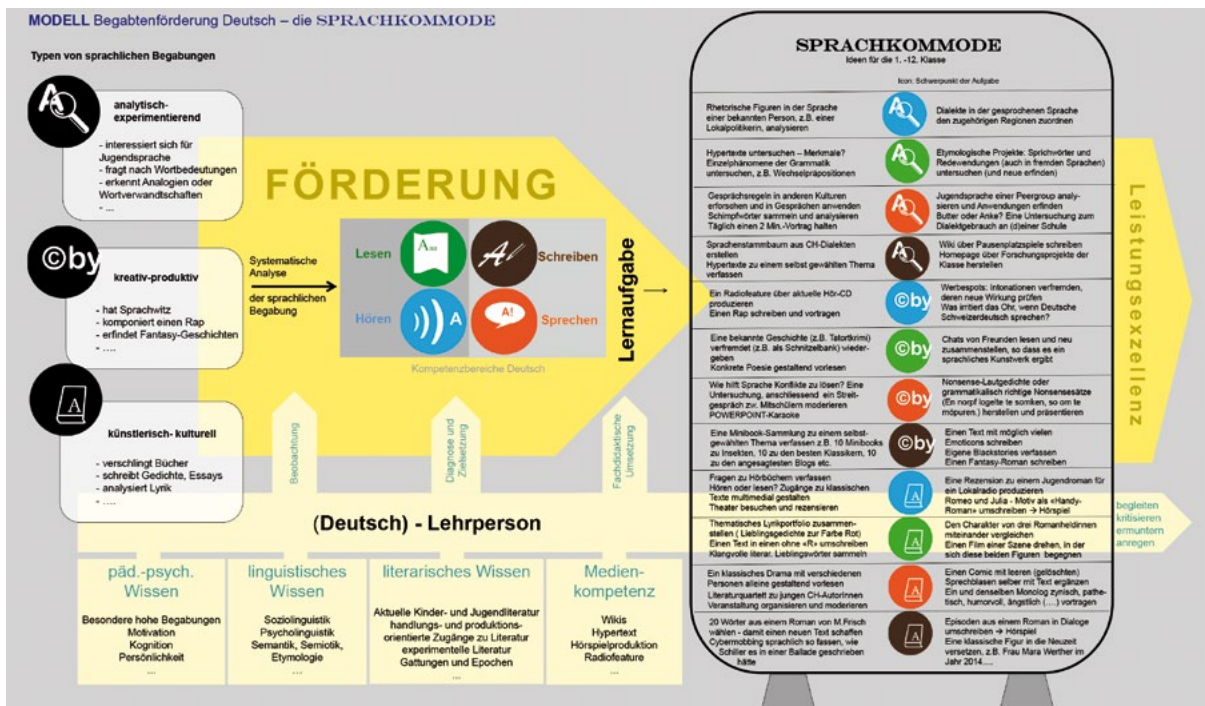 MODELL Begabtenförderung Deutsch – die SPRACHKOMMODE
Typen von sprachlichen Begabungen
A
analytisch-
experimentierend
- interessiert sich für
Jugendsprache
- fragt nach Wortbedeutungen
- erkennt Analogien oder
Wortverwandtschaften
- ...
©by
kreativ-produktiv
- hat Sprachwitz
- komponiert einen Rap
- erfindet Fantasy-Geschichten
- ....
A
künstlerisch- kulturell
- verschlingt Bücher
- schreibt Gedichte, Essays
- analysiert Lyrik
- ....
FÖRDERUNG
Systematische
Analyse
der sprachlichen
Begabung
Lesen
Schreiben
Hören
A
A!
Sprechen
Kompetenzbereiche Deutsch
Lernaufgabe
Beobachtung
Diagnose und
Zielsetzung
Fachdidaktische
Umsetzung
(Deutsch) - Lehrperson
päd.-psych.
Wissen
Besondere hohe Begabungen
Motivation
Kognition
Persönlichkeit
...
linguistisches
Wissen
Soziolinguistik
Psycholinguistik
Semantik, Semiotik,
Etymologie
...
literarisches Wissen
Aktuelle Kinder- und Jugendliteratur
handlungs- und produktions-
orientierte Zugänge zu Literatur
experimentelle Literatur
Gattungen und Epochen
...
Medien-
kompetenz
Wikis
Hypertext
Hörspielproduktion
Radiofeature
...
SPRACHKOMMODE
Ideen für die 1. -12. Klasse
Icon: Schwerpunkt der Aufgabe
Rhetorische Figuren in der Sprache
einer bekannten Person, z.B. einer
Lokalpolitikerin, analysieren
A
Dialekte in der gesprochenen Sprache
den zugehörigen Regionen zuordnen
Hypertexte untersuchen – Merkmale?
Einzelphänomene der Grammatik
untersuchen, z.B. Wechselpräpositionen
A
Etymologische Projekte: Sprichwörter und
Redewendungen (auch in fremden Sprachen)
untersuchen (und neue erfinden)
Gesprächsregeln in anderen Kulturen
erforschen und in Gesprächen anwenden
Schimpfwörter sammeln und analysieren
Täglich einen 2 Min.-Vortrag halten
A
Jugendsprache einer Peergroup analy-
sieren und Anwendungen erfinden
Butter oder Anke? Eine Untersuchung zum
Dialektgebrauch an (d)einer Schule
Sprachenstammbaum aus CH-Dialekten
erstellen
Hypertexte zu einem selbst gewählten Thema
verfassen
A
Wiki über Pausenplatzspiele schreiben
Homepage über Forschungsprojekte der
Klasse herstellen
Ein Radiofeature über aktuelle Hör-CD
produzieren
Einen Rap schreiben und vortragen
©by
Werbespots: Intonationen verfremden,
deren neue Wirkung prüfen
Was irritiert das Ohr, wenn Deutsche
Schweizerdeutsch sprechen?
Eine bekannte Geschichte (z.B. Tatortkrimi)
verfremdet (z.B. als Schnitzelbank) wieder-
geben
Konkrete Poesie gestaltend vorlesen
©by
Chats von Freunden lesen und neu
zusammenstellen, so dass es ein
sprachliches Kunstwerk ergibt
Wie hilft Sprache Konflikte zu lösen? Eine
Untersuchung, anschliessend ein Streit-
gespräch zw. Mitschülern moderieren
POWERPOINT-Karaoke
©by
Nonsense-Lautgedichte oder
grammatikalisch richtige Nonsensesätze
(En norpf logelte te somken, so om te
möpuren.) herstellen und präsentieren
Eine Minibook-Sammlung zu einem selbst-
gewählten Thema verfassen z.B. 10 Minibooks
zu Insekten, 10 zu den besten Klassikern, 10
zu den angesagtesten Blogs etc.
©by
Einen Text mit möglich vielen
Emoticons schreiben
Eigene Blackstories verfassen
Einen Fantasy-Roman schreiben
Fragen zu Hörbüchern verfassen
Hören oder lesen? Zugänge zu klassischen
Texte multimedial gestalten
Theater besuchen und rezensieren
A
Eine Rezension zu einem Jugendroman für
ein Lokalradio produzieren
Romeo und Julia - Motiv als «Handy-
Roman» umschreiben → Hörspiel
Thematisches Lyrikportfolio zusammen-
stellen ( Lieblingsgedichte zur Farbe Rot)
Einen Text in einen ohne «R» umschreiben
Klangvolle literar. Lieblingswörter sammeln
A
Den Charakter von drei Romanheldinnen
miteinander vergleichen
Einen Film einer Szene drehen, in der
sich diese beiden Figuren begegnen
Ein klassisches Drama mit verschiedenen
Personen alleine gestaltend vorlesen
Literaturquartett zu jungen CH-AutorInnen
Veranstaltung organisieren und moderieren
A
Einen Comic mit leeren (gelöschten)
Sprechblasen selber mit Text ergänzen
Ein und denselben Monolog zynisch, pathe-
tisch, humorvoll, ängstlich (....) vortragen
20 Wörter aus einem Roman von M.Frisch
wählen - damit einen neuen Text schaffen
Cybermobbing sprachlich so fassen, wie
Schiller es in einer Ballade geschrieben
hätte
A
Episoden aus einem Roman in Dialoge
umschreiben → Hörspiel
Eine klassische Figur in die Neuzeit
versetzen, z.B. Frau Mara Werther im
Jahr 2014....
Leistungsexzellenz
begleiten
kritisieren
ermuntern
anregen